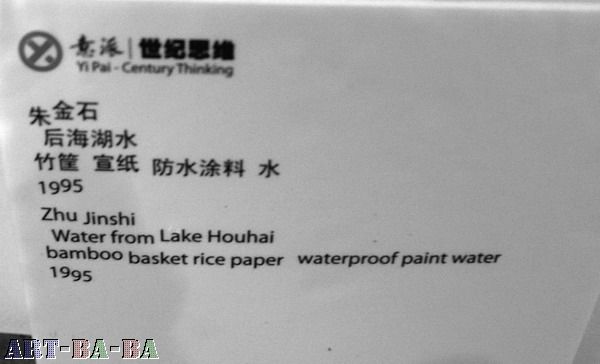 意派 | 世纪思维
Yi Pai - Century Thinking
朱金石
后海湖水
竹筐 宣纸 防水涂料 水
1995
Zhu Jinshi
Water from Lake Houhai
bamboo basket rice paper waterproof paint water
1995
ART-BA-BA